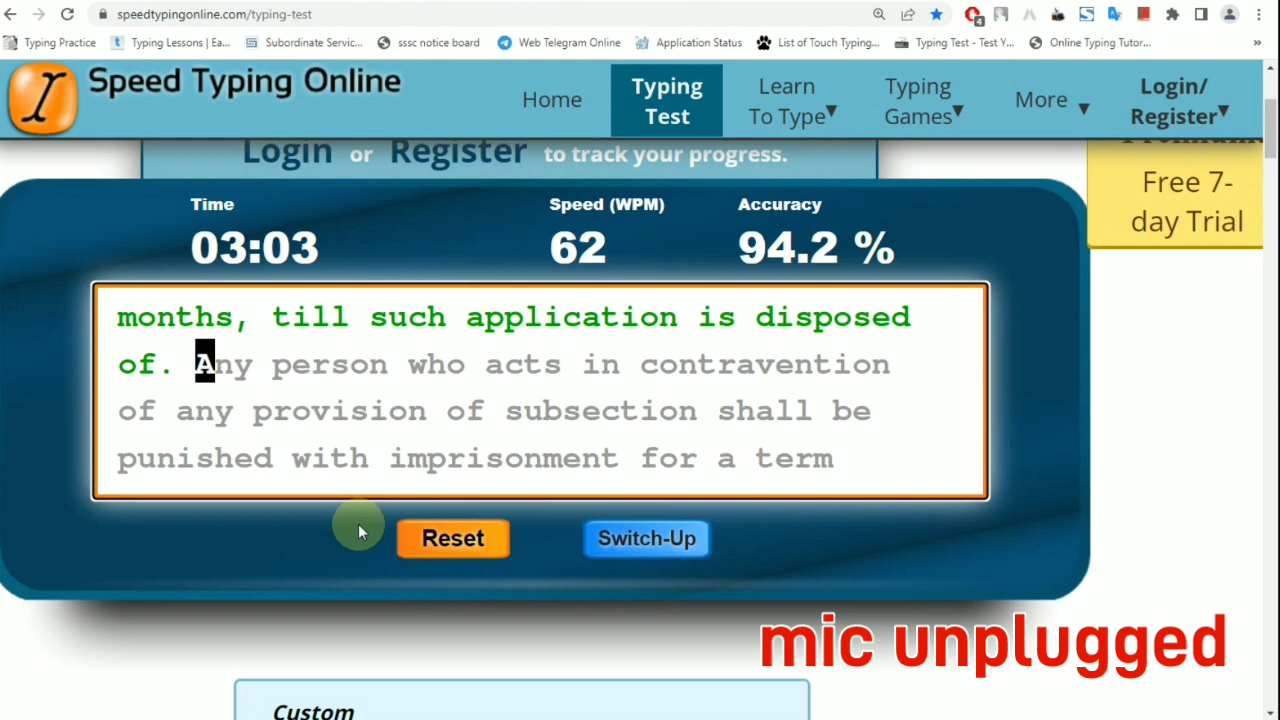 speedtypingonline.com/typing-test
4
Typing Practice
Typing Lessons| Ea...
Subordinate Servic...
sssc notice board
Web Telegram Online
Application Status
List of Touch Typing...
Typing Test - Test Y...
Online Typing Tutor...
»
Speed Typing Online
Home
Typing Test
Learn To Type
Typing Games
More
Login/ Register
Login or Register to track your progress.
Free 7-
day Trial
Time
Speed (WPM)
Accuracy
03:03
62
94.2 %
months, till such application is disposed
of. Any person who acts in contravention
of any provision of subsection shall be
punished with imprisonment for a term
Reset
Switch-Up
mic unplugged
Custom